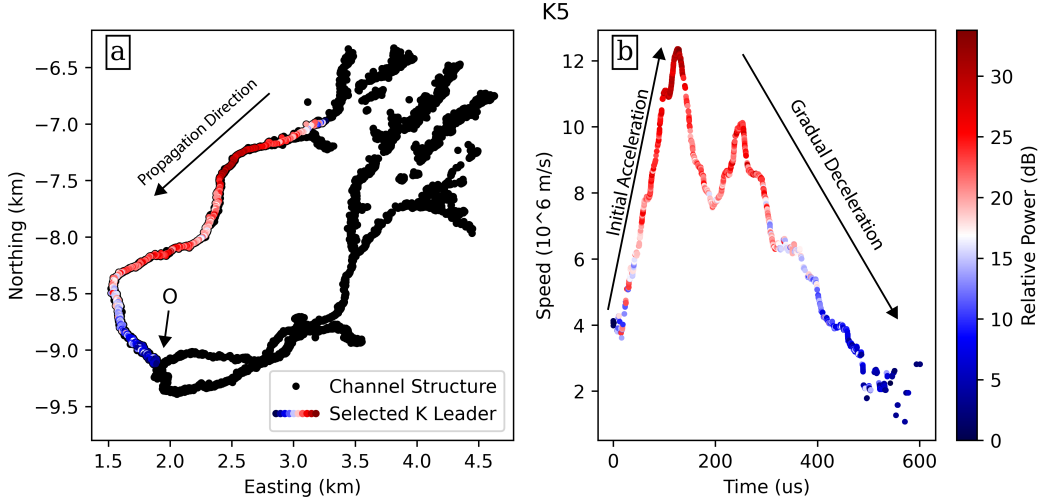 K5
a
Propagation Direction
O
Channel Structure
Selected K Leader
−6.5
−7.0
−7.5
−8.0
−8.5
−9.0
−9.5
Northing (km)
1.5 2.0 2.5 3.0 3.5 4.0 4.5
Easting (km)
b
Initial Acceleration
Gradual Deceleration
12
10
8
6
4
2
Speed (10^6 m/s)
0 200 400 600
Time (us)
30
25
20
15
10
5
0
Relative Power (dB)